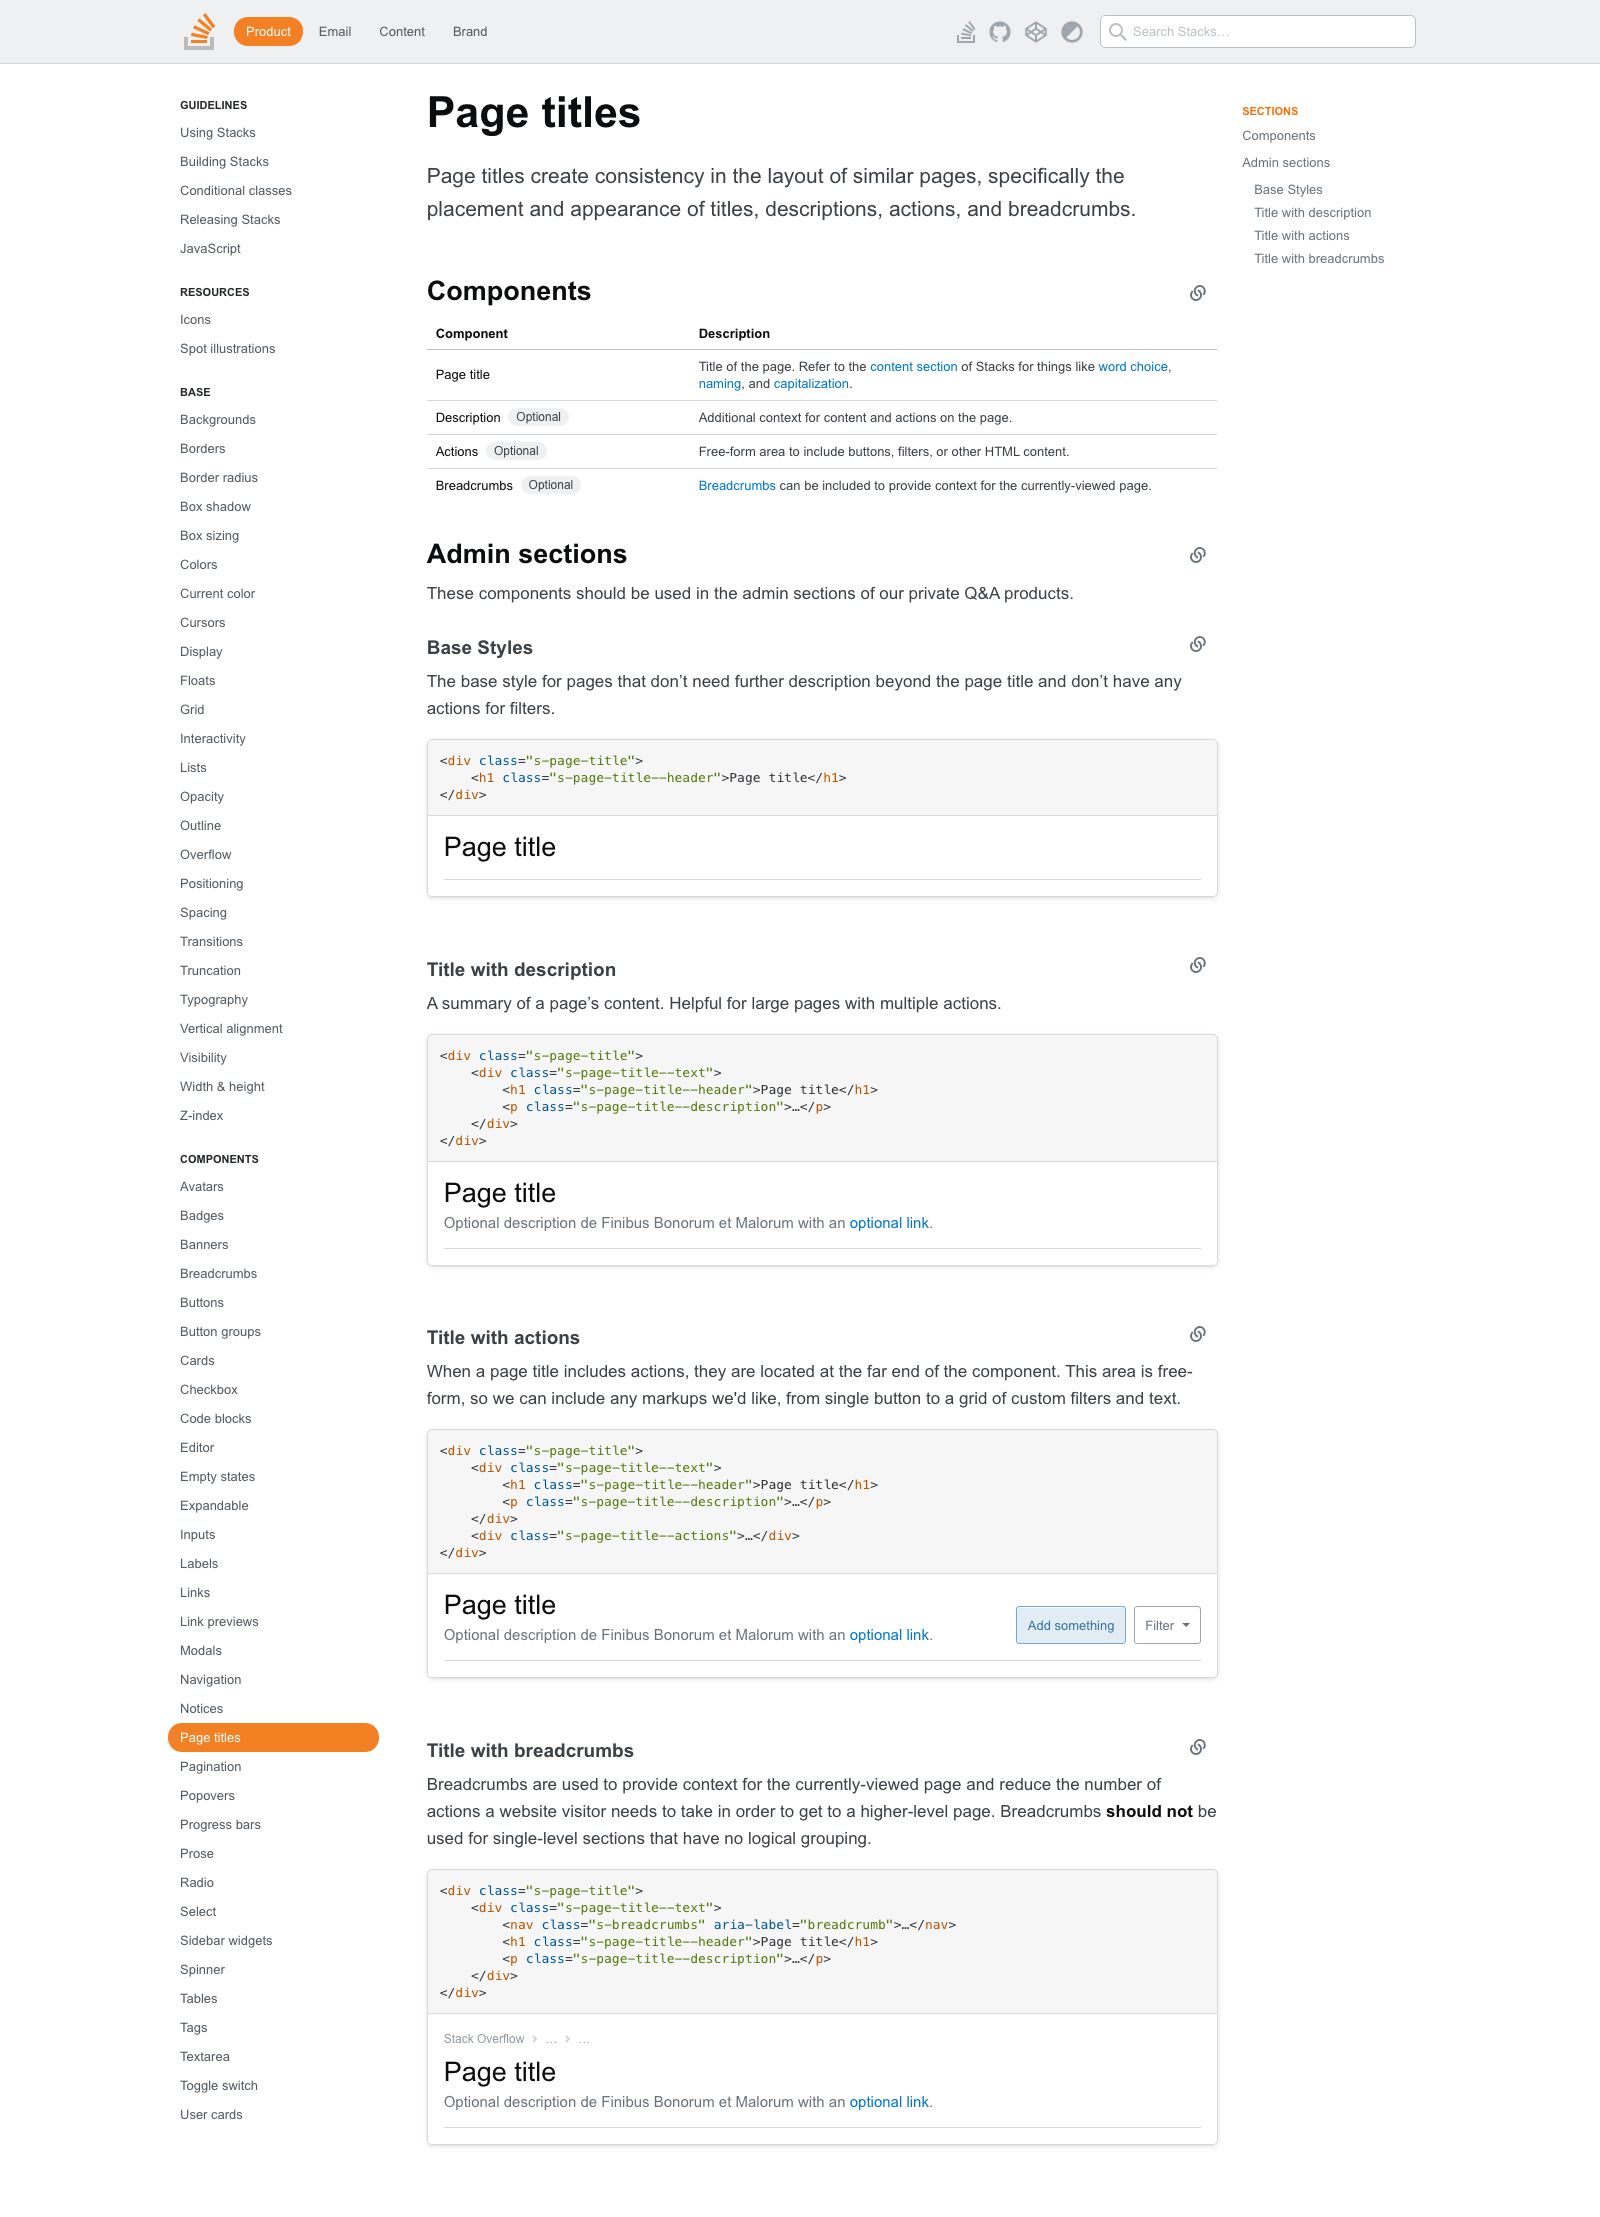 Product
Email
Content
Brand
Search Stacks…
GUIDELINES
Using Stacks
Building Stacks
Conditional classes
Releasing Stacks
JavaScript
RESOURCES
Icons
Spot illustrations
BASE
Backgrounds
Borders
Border radius
Box shadow
Box sizing
Colors
Current color
Cursors
Display
Floats
Grid
Interactivity
Lists
Opacity
Outline
Overflow
Positioning
Spacing
Transitions
Truncation
Typography
Vertical alignment
Visibility
Width & height
Z-index
COMPONENTS
Avatars
Badges
Banners
Breadcrumbs
Buttons
Button groups
Cards
Checkbox
Code blocks
Editor
Empty states
Expandable
Inputs
Labels
Links
Link previews
Modals
Navigation
Notices
Page titles
Pagination
Popovers
Progress bars
Prose
Radio
Select
Sidebar widgets
Spinner
Tables
Tags
Textarea
Toggle switch
User cards
Page titles
Page titles create consistency in the layout of similar pages, specifically the
placement and appearance of titles, descriptions, actions, and breadcrumbs.
Components
Component Description
Page title
Title of the page. Refer to the content section of Stacks for things like word choice,
naming, and capitalization.
Description Optional Additional context for content and actions on the page.
Actions Optional Free-form area to include buttons, filters, or other HTML content.
Breadcrumbs Optional Breadcrumbs can be included to provide context for the currently-viewed page.
Admin sections
These components should be used in the admin sections of our private Q&A products.
Base Styles
The base style for pages that don’t need further description beyond the page title and don’t have any
actions for filters.
<div class="s-page-title">
    <h1 class="s-page-title--header">Page title</h1>
</div>
Page title
Title with description
A summary of a page’s content. Helpful for large pages with multiple actions.
<div class="s-page-title">
    <div class="s-page-title--text">
        <h1 class="s-page-title--header">Page title</h1>
        <p class="s-page-title--description">…</p>
    </div>
</div>
Page title
Optional description de Finibus Bonorum et Malorum with an optional link.
Title with actions
When a page title includes actions, they are located at the far end of the component. This area is free-
form, so we can include any markups we'd like, from single button to a grid of custom filters and text.
<div class="s-page-title">
    <div class="s-page-title--text">
        <h1 class="s-page-title--header">Page title</h1>
        <p class="s-page-title--description">…</p>
    </div>
    <div class="s-page-title--actions">…</div>
</div>
Page title
Optional description de Finibus Bonorum et Malorum with an optional link.
Add something
Filter
Title with breadcrumbs
Breadcrumbs are used to provide context for the currently-viewed page and reduce the number of
actions a website visitor needs to take in order to get to a higher-level page. Breadcrumbs should not be
used for single-level sections that have no logical grouping.
<div class="s-page-title">
    <div class="s-page-title--text">
        <nav class="s-breadcrumbs" aria-label="breadcrumb">…</nav>
        <h1 class="s-page-title--header">Page title</h1>
        <p class="s-page-title--description">…</p>
    </div>
</div>
Stack Overflow > … > …
Page title
Optional description de Finibus Bonorum et Malorum with an optional link.
SECTIONS
Components
Admin sections
Base Styles
Title with description
Title with actions
Title with breadcrumbs